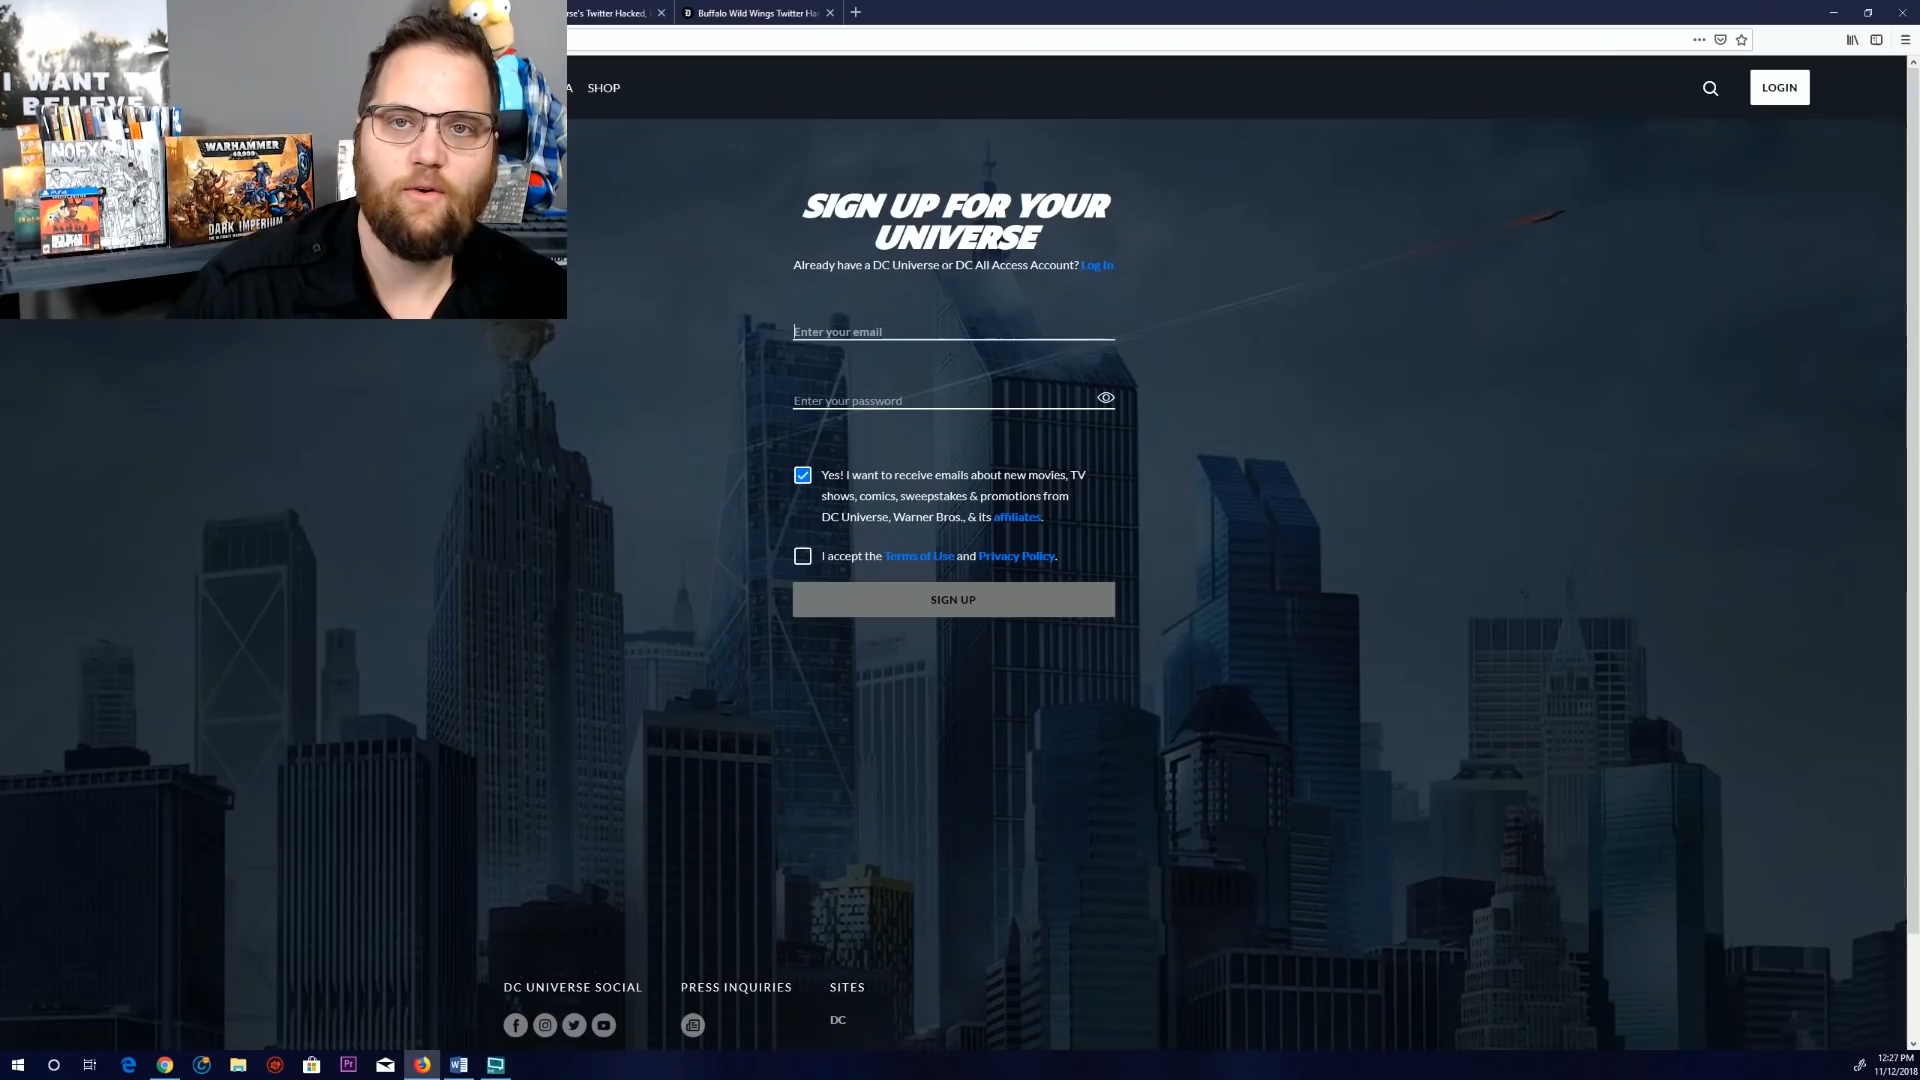 rse's Twitter Hacked,
Buffalo Wild Wings Twitter Ha
A SHOP
LOGIN
I WANT T
BELIEVE
NOFX
WARHAMMER
40,000
DARK IMPERIUM
PS4
SIGN UP FOR YOUR
UNIVERSE
Already have a DC Universe or DC All Access Account? Log In
Enter your email
Enter your password
Yes! I want to receive emails about new movies, TV
shows, comics, sweepstakes & promotions from
DC Universe, Warner Bros., & its affiliates.
I accept the Terms of Use and Privacy Policy.
SIGN UP
DC UNIVERSE SOCIAL
PRESS INQUIRIES
SITES
DC
Pr
12:27 PM
11/12/2018